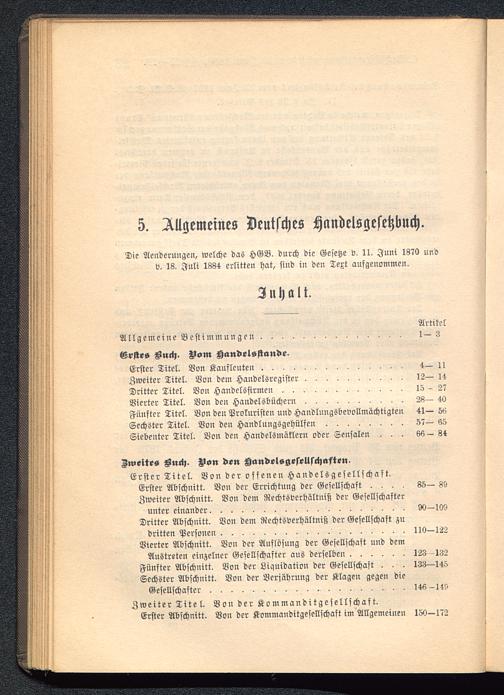 5. Allgemeines Deutsches Handelsgesetzbuch.
Die Aenderungen, welche das HGB. durch die Gesetze v. 11. Juni 1870 und
v. 18. Juli 1884 erlitten hat, sind in den Text aufgenommen.
Inhalt.
Artikel
Allgemeine Bestimmungen . . . . . . . . . . . . . . . . 1— 3
Erstes Buch. Vom Handelsstande.
Erster Titel. Von Kaufleuten . . . . . . . . . . . . . 4— 11
Zweiter Titel. Von dem Handelsregister . . . . . . . . . 12— 14
Dritter Titel. Von Handelsfirmen . . . . . . . . . . . 15 - 27
Vierter Titel. Von den Handelsbüchern . . . . . . . . . 28— 40
Fünfter Titel. Von den Prokuristen und Handlungsbevollmächtigten 41— 56
Sechster Titel. Von den Handlungsgehülfen . . . . . . . 57— 65
Siebenter Titel. Von den Handelsmäklern oder Sensalen . . . 66 — 84
Zweites Buch. Von den Handelsgesellschaften.
Erster Titel. Von der offenen Handelsgesellschaft.
Erster Abschnitt. Von der Errichtung der Gesellschaft . . . . 85— 89
Zweiter Abschnitt. Von dem Rechtsverhältniß der Gesellschafter
unter einander . . . . . . . . . . . . . . . . . . . 90—109
Dritter Abschnitt. Von dem Rechtsverhältniß der Gesellschaft zu
dritten Personen . . . . . . . . . . . . . . . . . . 110—122
Vierter Abschnitt. Von der Auflösung der Gesellschaft und dem
Austreten einzelner Gesellschafter aus derselben . . . . . . 123—132
Fünfter Abschnitt. Von der Liquidation der Gesellschaft . . . 133—145
Sechster Abschnitt. Von der Verjährung der Klagen gegen die
Gesellschafter . . . . . . . . . . . . . . . . . . . 146 -149
Zweiter Titel. Von der Kommanditgesellschaft.
Erster Abschnitt. Von der Kommanditgesellschaft im Allgemeinen 150—172